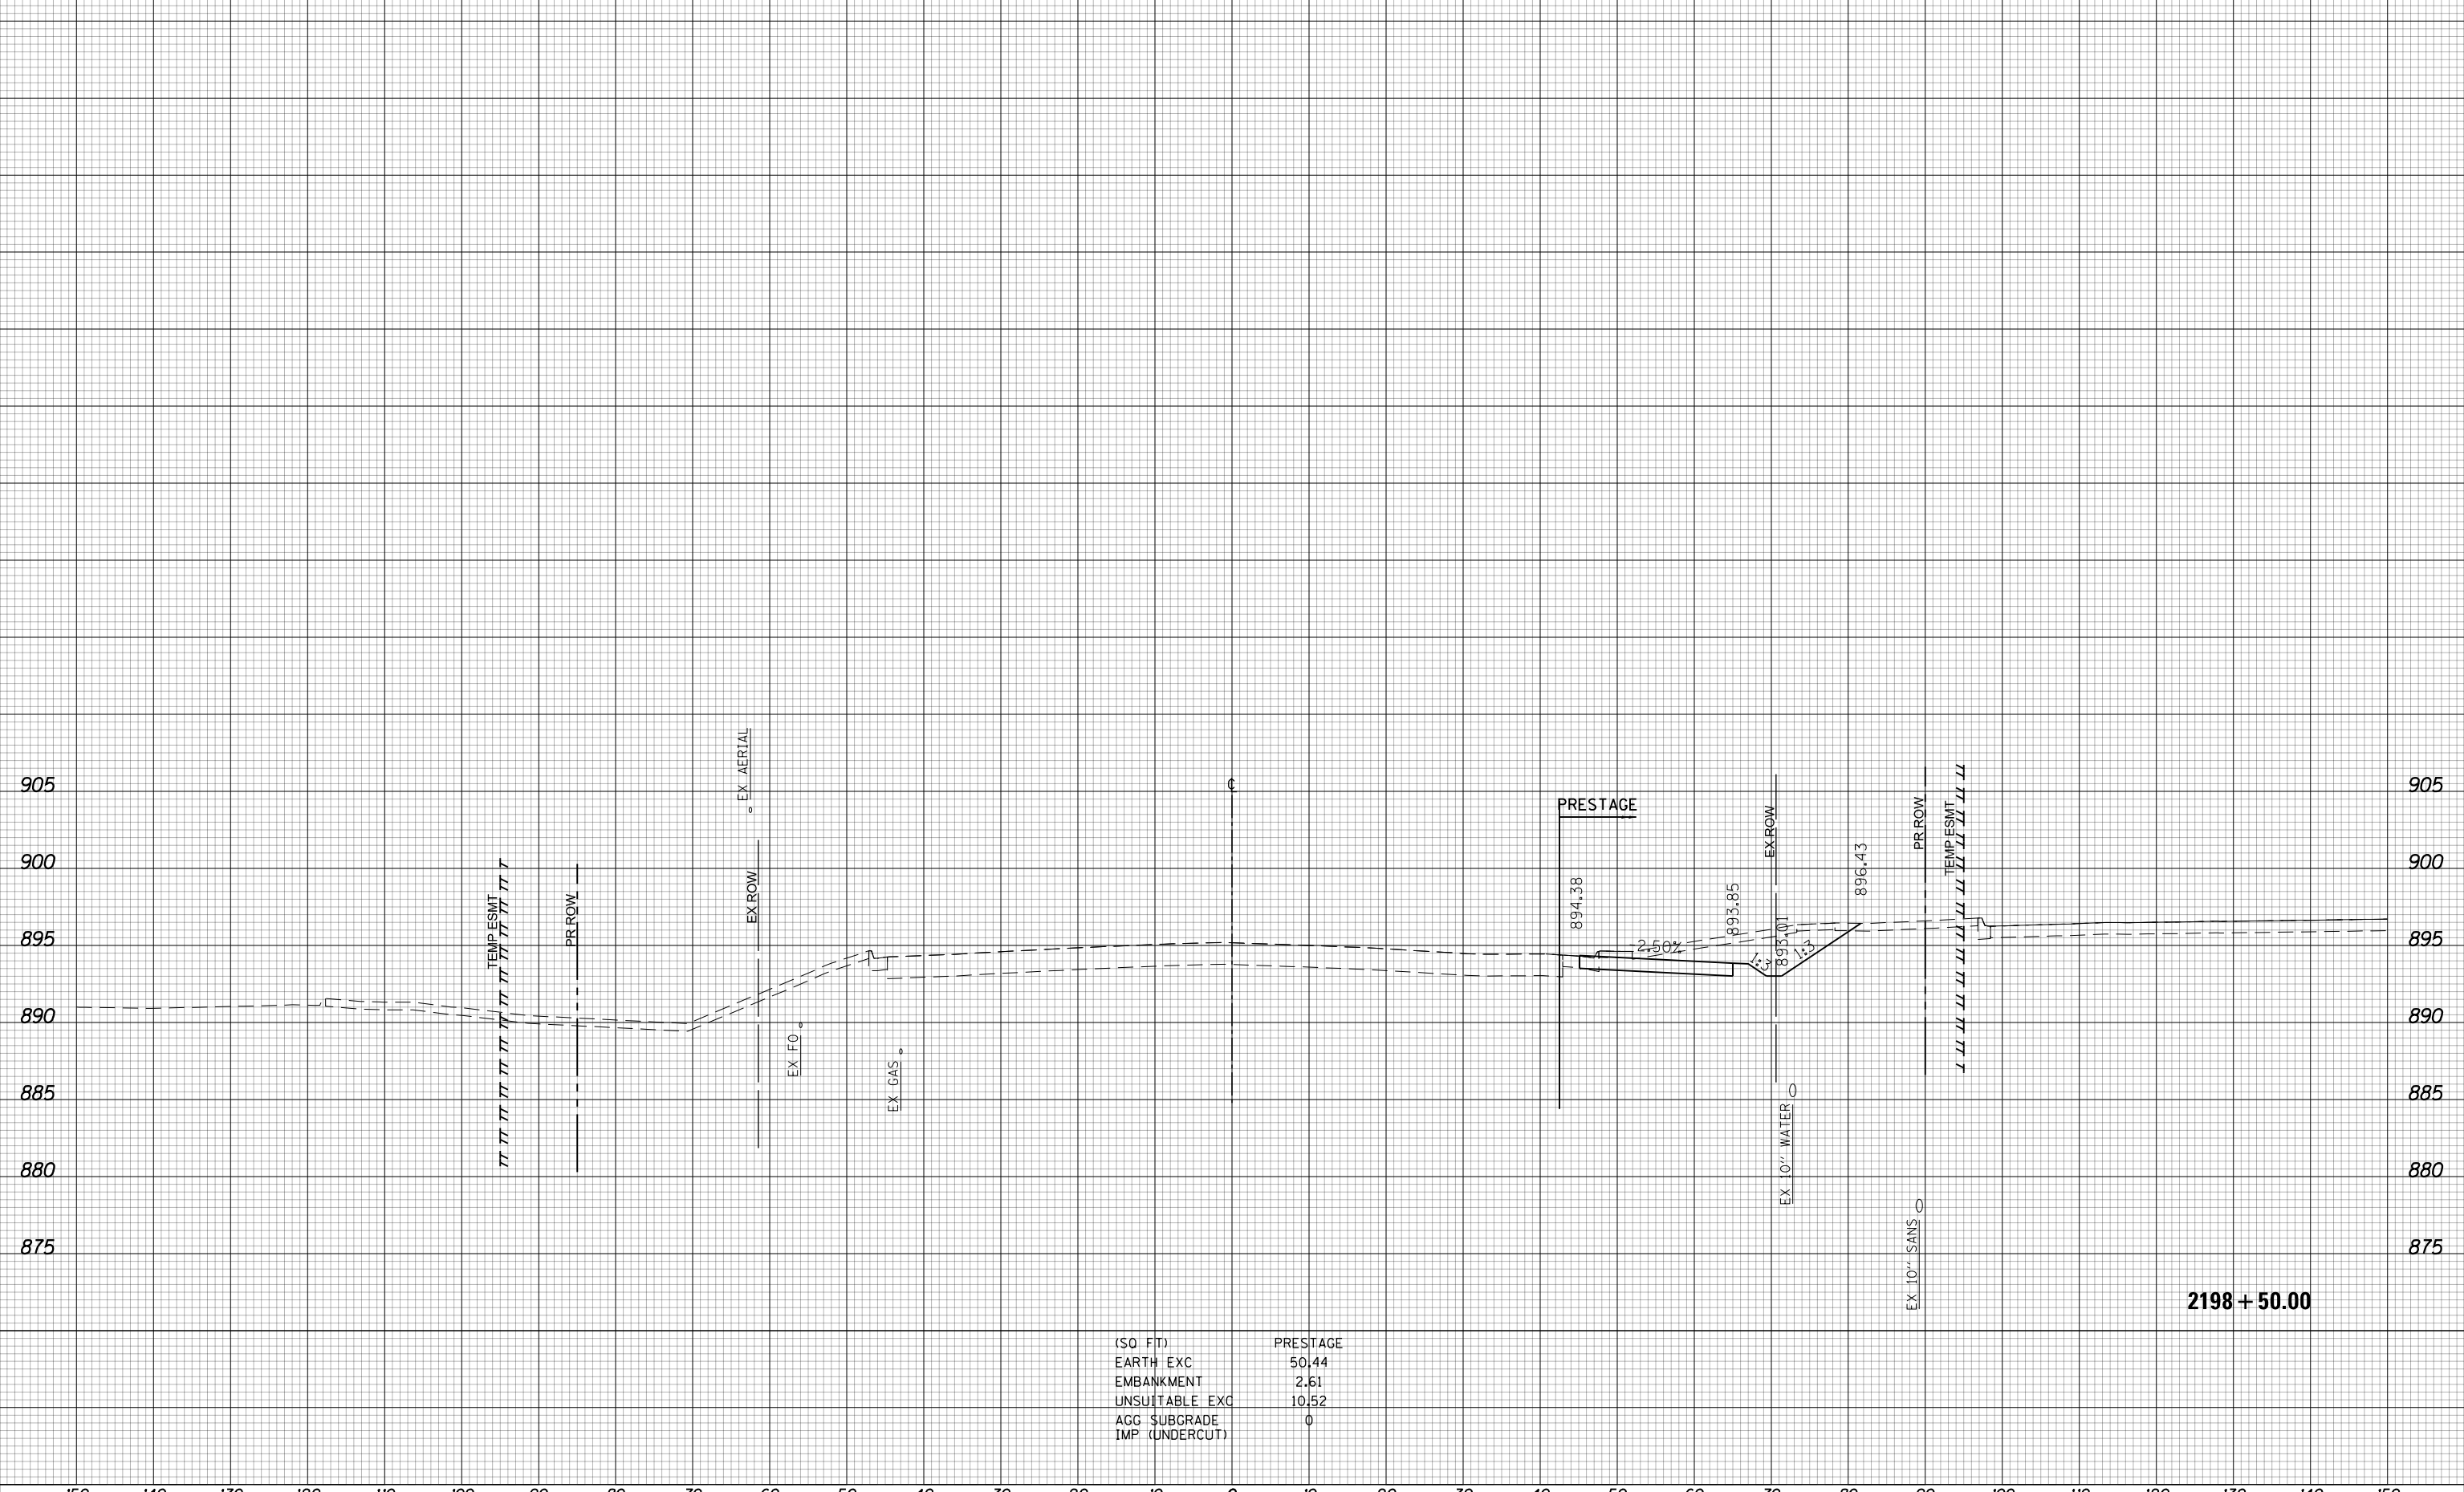 EX AERIAL
905
℄
905
PRESTAGE
EX ROW
PR ROW
TEMP ESMT
900
896.43
900
894.38
893.85
TEMP ESMT
PR ROW
EX ROW
895
-2.50%
1:3
893.01
1:3
895
890
890
EX FO
EX GAS
885
885
EX 10" WATER
880
880
875
EX 10" SANS
875
2198+50.00
(SQ FT) PRESTAGE
EARTH EXC 50.44
EMBANKMENT 2.61
UNSUITABLE EXC 10.52
AGG SUBGRADE 0
IMP (UNDERCUT)